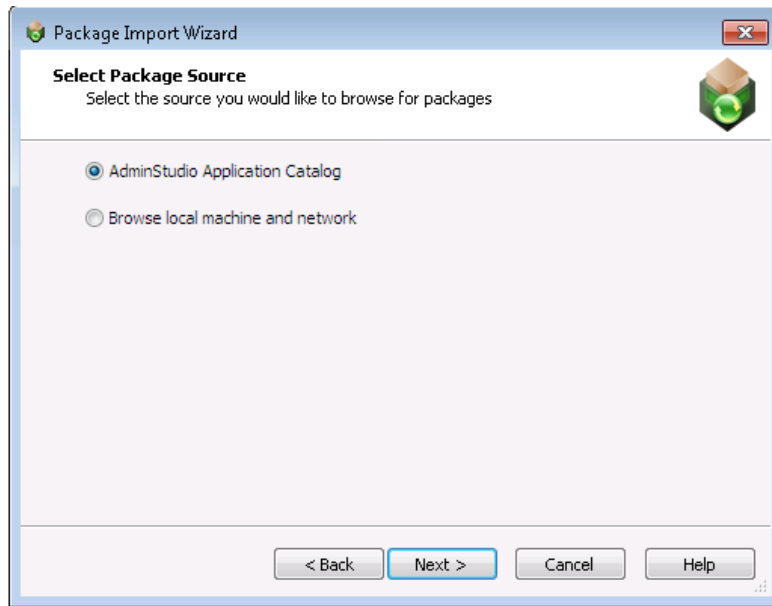 Package Import Wizard
Select Package Source
Select the source you would like to browse for packages
AdminStudio Application Catalog
Browse local machine and network
< Back
Next >
Cancel
Help